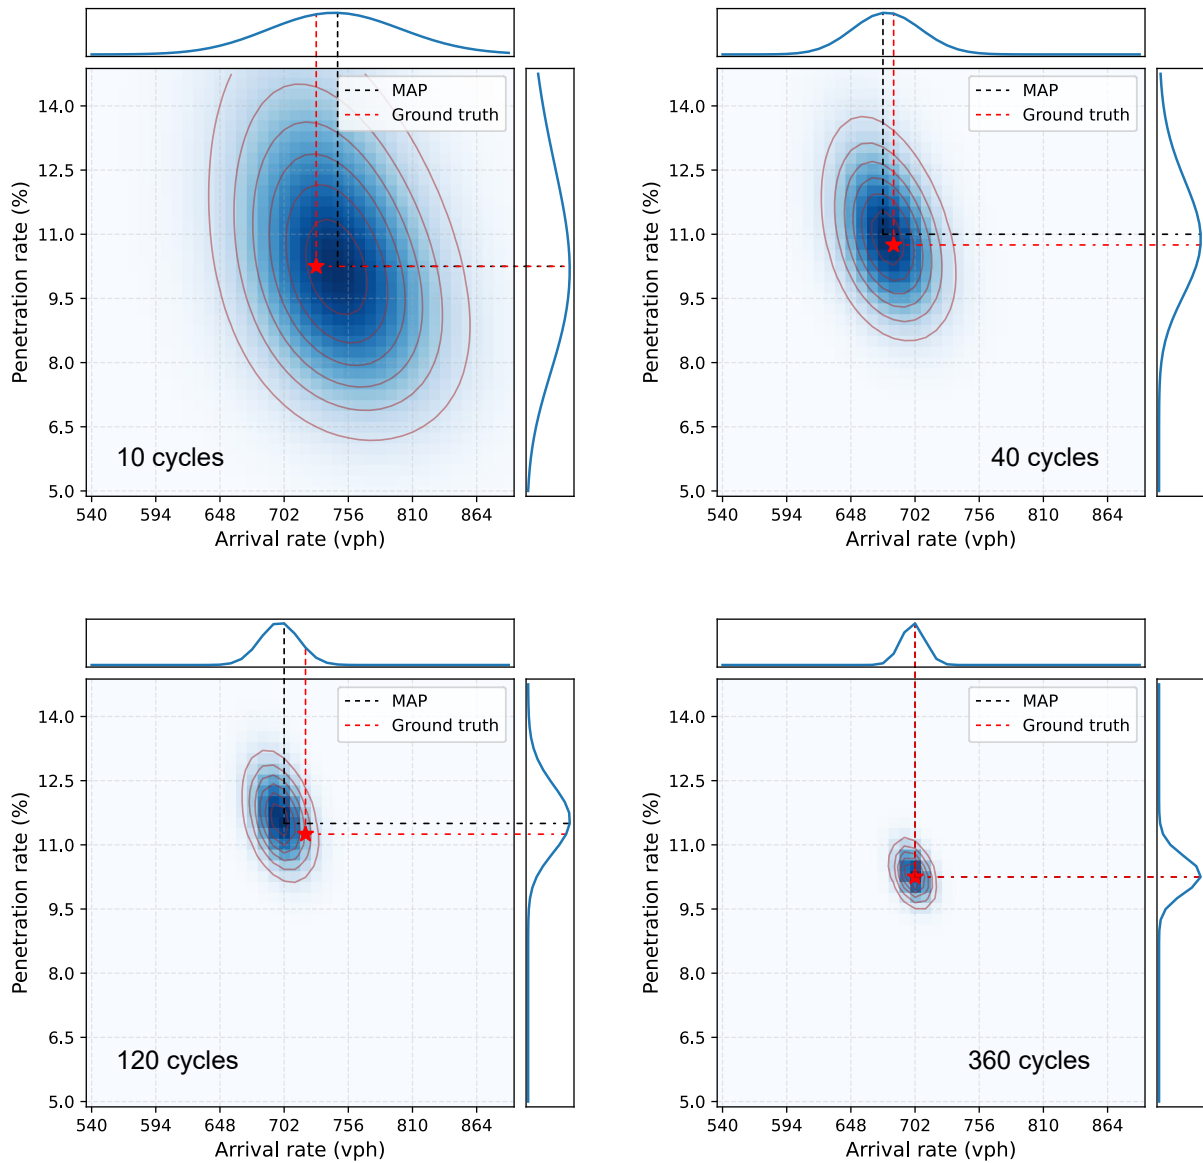 MAP
Ground truth
14.0
12.5
11.0
9.5
8.0
6.5
5.0
Penetration rate (%)
10 cycles
540 594 648 702 756 810 864
Arrival rate (vph)
MAP
Ground truth
14.0
12.5
11.0
9.5
8.0
6.5
5.0
Penetration rate (%)
40 cycles
540 594 648 702 756 810 864
Arrival rate (vph)
MAP
Ground truth
14.0
12.5
11.0
9.5
8.0
6.5
5.0
Penetration rate (%)
120 cycles
540 594 648 702 756 810 864
Arrival rate (vph)
MAP
Ground truth
14.0
12.5
11.0
9.5
8.0
6.5
5.0
Penetration rate (%)
360 cycles
540 594 648 702 756 810 864
Arrival rate (vph)